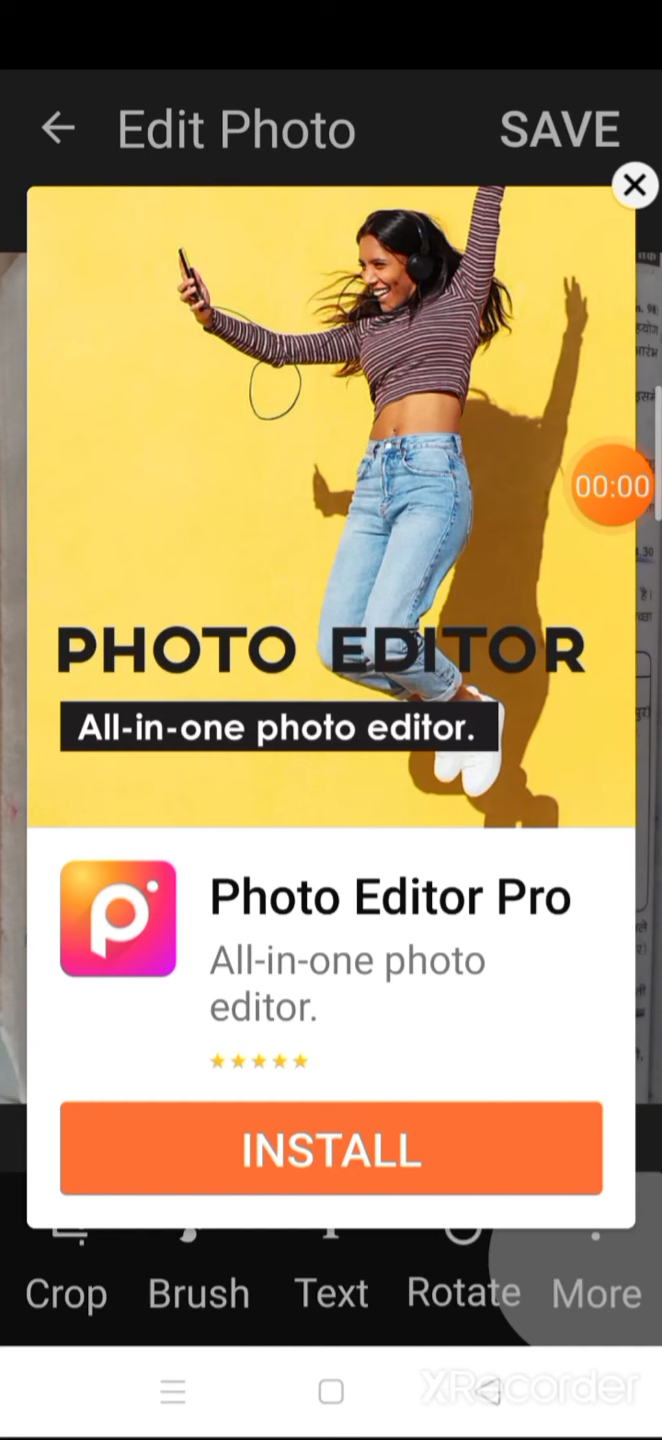 Edit Photo
SAVE
00:00
PHOTO EDITOR
All-in-one photo editor.
Photo Editor Pro
All-in-one photo
editor.
INSTALL
Crop
Brush
Text
Rotate
More
XRecorder